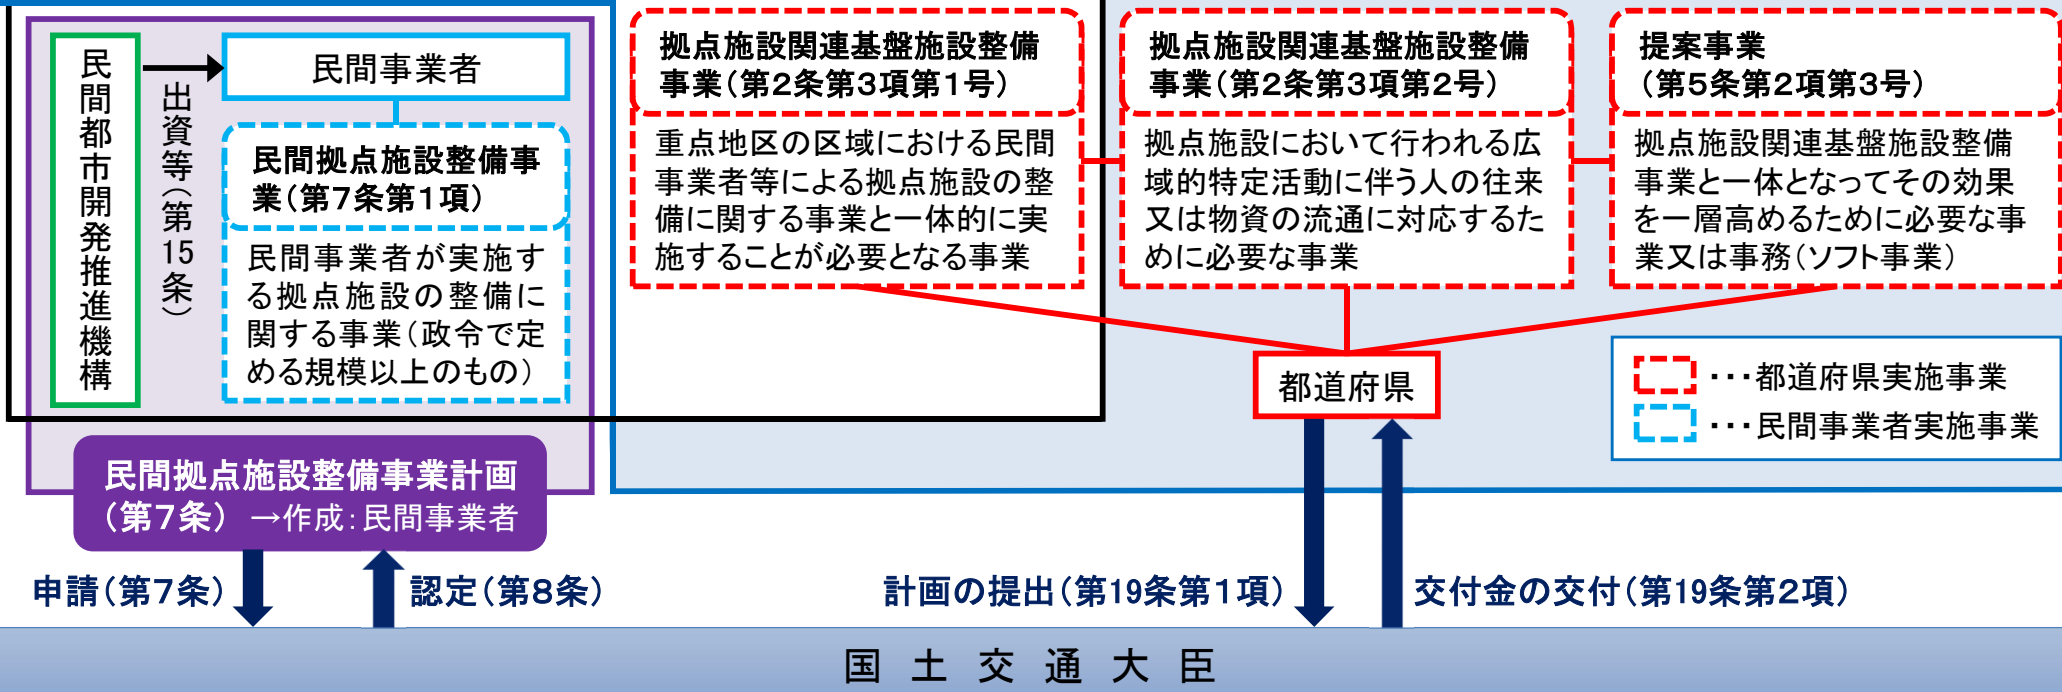 民間都市開発推進機構
出資等（第15条）
民間事業者
民間拠点施設整備事
業（第７条第１項）
民間事業者が実施す
る拠点施設の整備に
関する事業（政令で定
める規模以上のもの）
拠点施設関連基盤施設整備
事業（第２条第３項第１号）
重点地区の区域における民間
事業者等による拠点施設の整
備に関する事業と一体的に実
施することが必要となる事業
拠点施設関連基盤施設整備
事業（第２条第３項第２号）
拠点施設において行われる広
域的特定活動に伴う人の往来
又は物資の流通に対応するた
めに必要な事業
提案事業
（第５条第２項第３号）
拠点施設関連基盤施設整備
事業と一体となってその効果
を一層高めるために必要な事
業又は事務（ソフト事業）
都道府県
・・・都道府県実施事業
・・・民間事業者実施事業
民間拠点施設整備事業計画
（第７条） →作成：民間事業者
申請（第７条）
認定（第８条）
計画の提出（第19条第１項）
交付金の交付（第19条第２項）
国土交通大臣